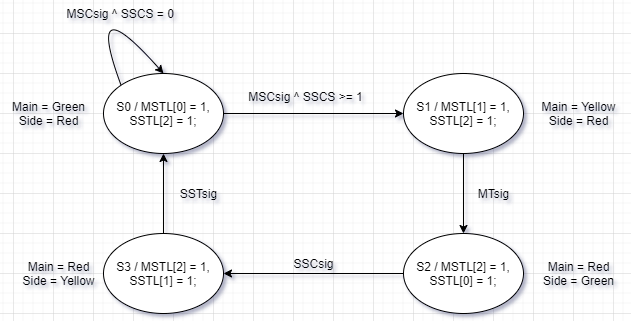 MSCsig ^ SSCS = 0
MSCsig ^ SSCS >= 1
Main = Green
Side = Red
S0 / MSTL[0] = 1,
SSTL[2] = 1;
S1 / MSTL[1] = 1,
SSTL[2] = 1;
Main = Yellow
Side = Red
SSTsig
MTsig
Main = Red
Side = Yellow
S3 / MSTL[2] = 1,
SSTL[1] = 1;
SSCsig
S2 / MSTL[2] = 1,
SSTL[0] = 1;
Main = Red
Side = Green